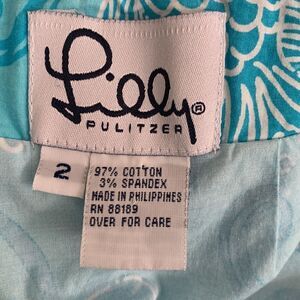 Lilly®
PULITZER
2
97% COTTON
3% SPANDEX
MADE IN PHILIPPINES
RN 88189
OVER FOR CARE